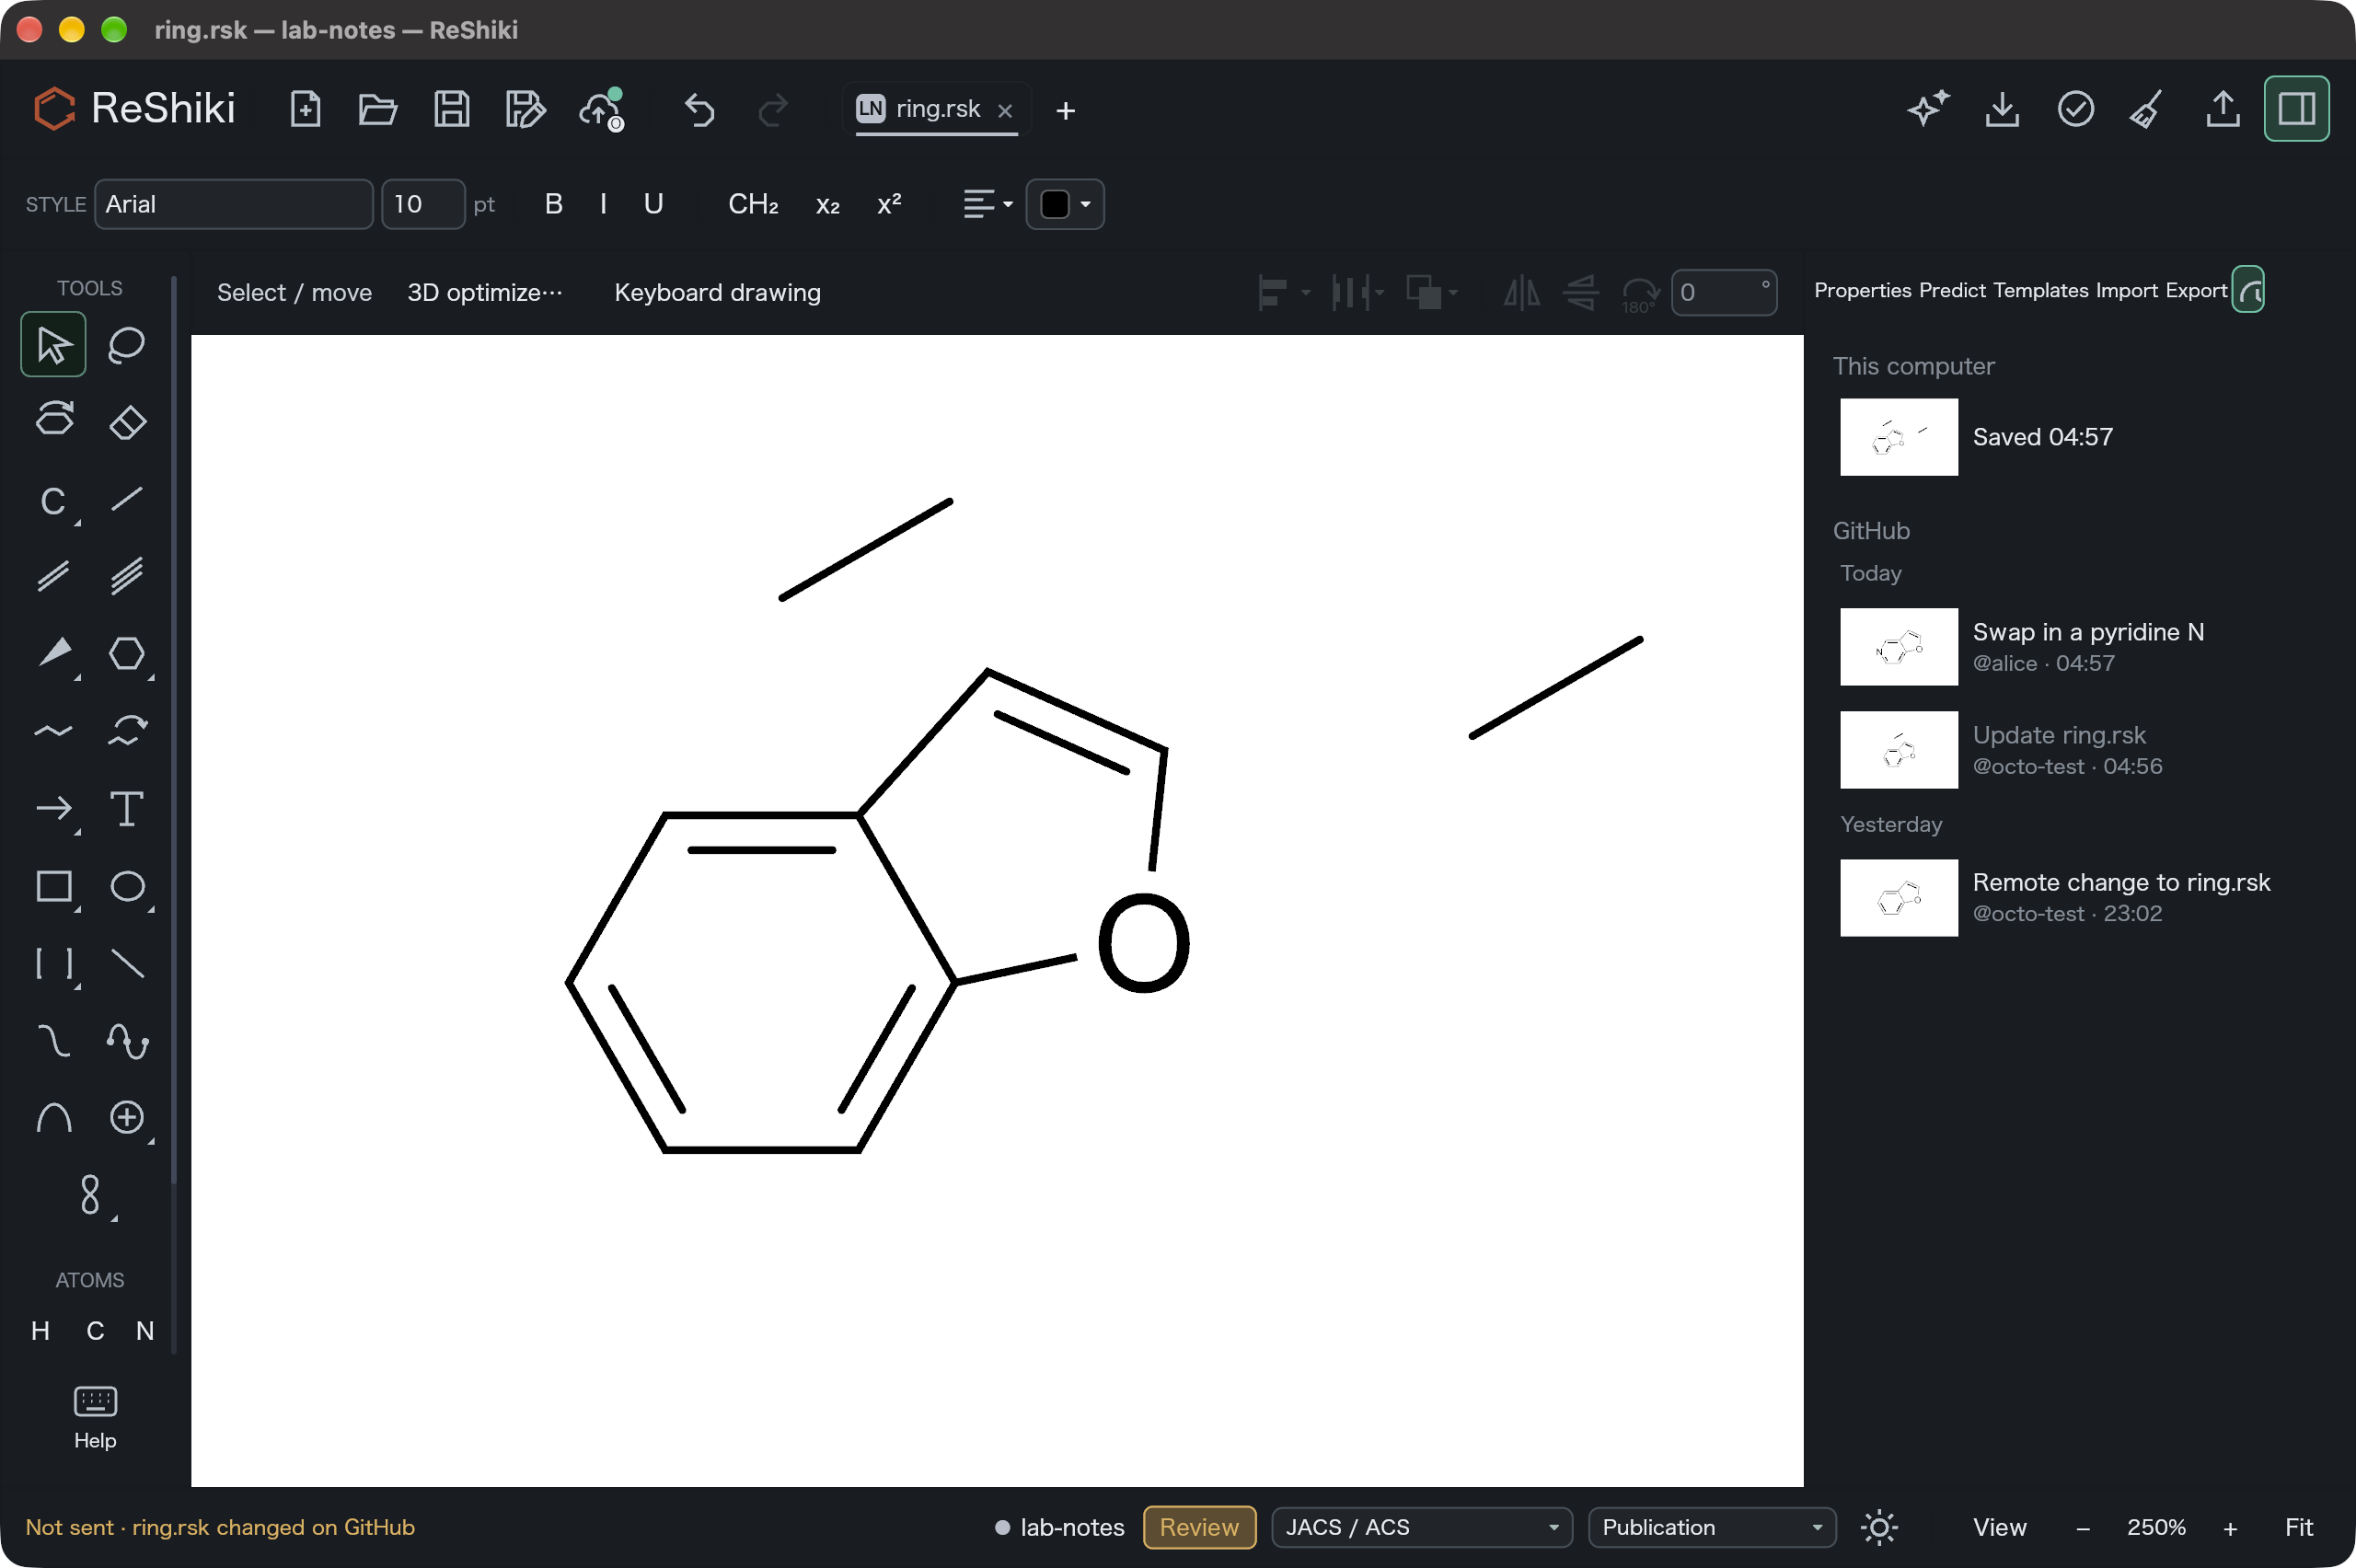 ring.rsk — lab-notes — ReShiki
ReShiki
LN ring.rsk ×
+
STYLE Arial 10 pt B I U CH₂ x₂ x²
TOOLS
Select / move 3D optimize··· Keyboard drawing
180°
0 °
Properties Predict Templates Import Export
This computer
Saved 04:57
GitHub
Today
Swap in a pyridine N
@alice · 04:57
Update ring.rsk
@octo-test · 04:56
Yesterday
Remote change to ring.rsk
@octo-test · 23:02
C
T
O
ATOMS
H C N
Help
Not sent · ring.rsk changed on GitHub
lab-notes Review JACS / ACS Publication View − 250% + Fit